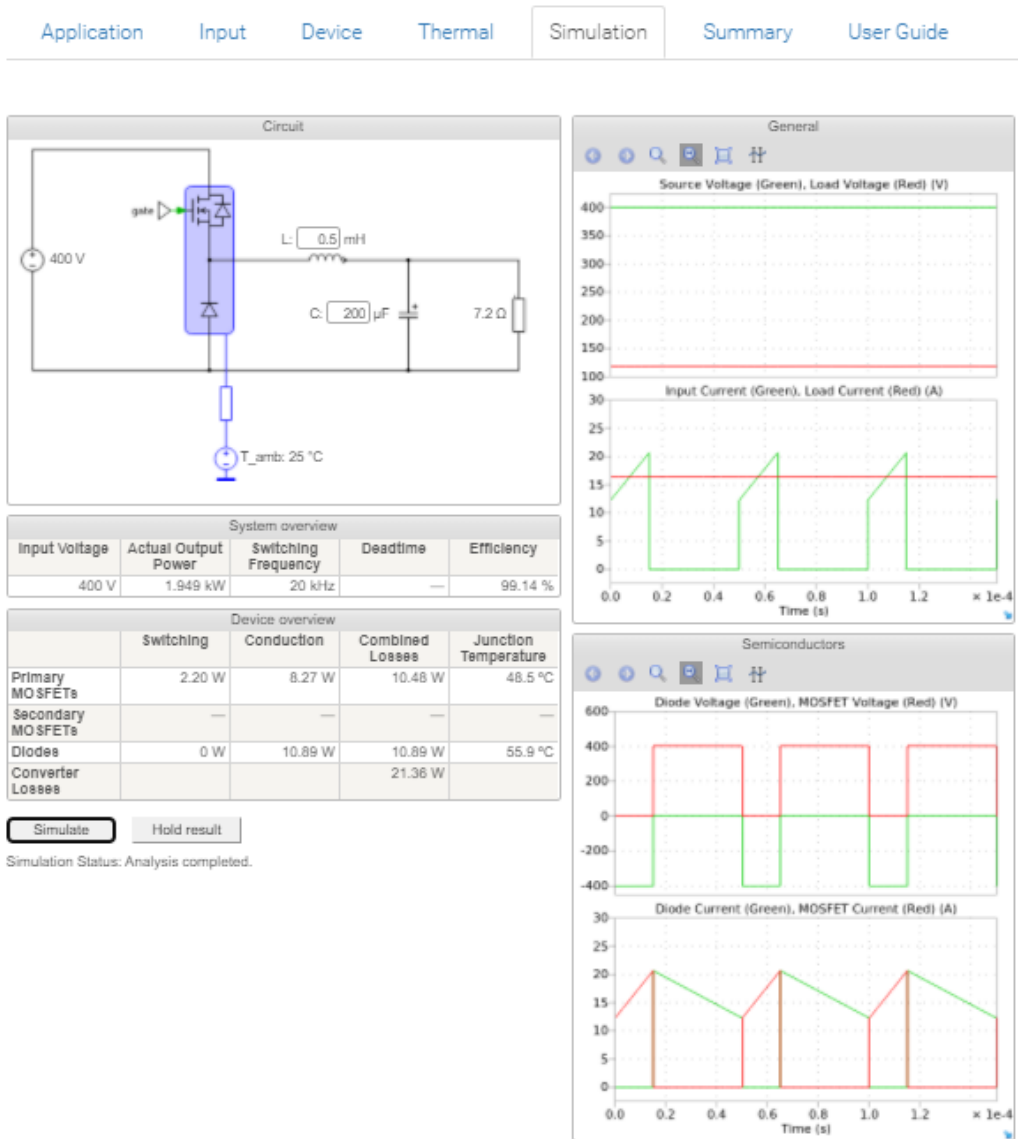 Application Input Device Thermal Simulation Summary User Guide
Circuit
gate
400 V
L: 0.5 mH
C: 200 µF
7.2 Ω
T_amb: 25 °C
System overview
Input Voltage Actual Output Power Switching Frequency Deadtime Efficiency
400 V 1.949 kW 20 kHz — 99.14 %
Device overview
Switching Conduction Combined Losses Junction Temperature
Primary MOSFETs 2.20 W 8.27 W 10.48 W 48.5 °C
Secondary MOSFETs — — — —
Diodes 0 W 10.89 W 10.89 W 55.9 °C
Converter Losses 21.36 W
Simulate Hold result
Simulation Status: Analysis completed.
General
Source Voltage (Green), Load Voltage (Red) (V)
400
350
300
250
200
150
100
Input Current (Green), Load Current (Red) (A)
30
25
20
15
10
5
0
0.0 0.2 0.4 0.6 0.8 1.0 1.2 × 1e-4
Time (s)
Semiconductors
Diode Voltage (Green), MOSFET Voltage (Red) (V)
600
400
200
0
-200
-400
Diode Current (Green), MOSFET Current (Red) (A)
30
25
20
15
10
5
0
0.0 0.2 0.4 0.6 0.8 1.0 1.2 × 1e-4
Time (s)